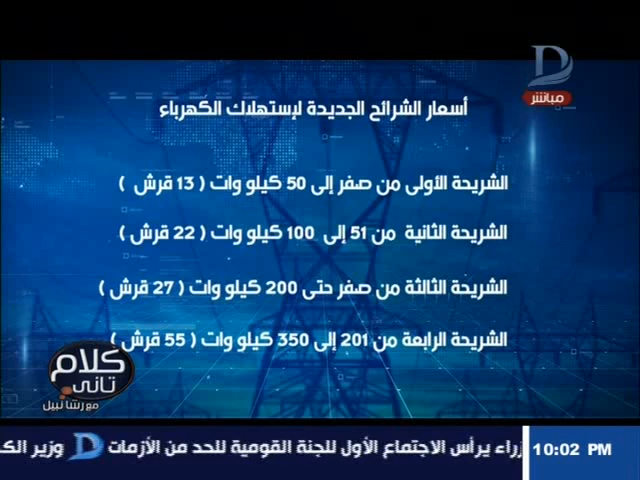 مباشر
أسعار الشرائح الجديدة لإستهلاك الكهرباء
الشريحة الأولى من صفر إلى 50 كيلو وات ( 13 قرش )
الشريحة الثانية من 51 إلى 100 كيلو وات ( 22 قرش )
الشريحة الثالثة من صفر حتى 200 كيلو وات ( 27 قرش )
الشريحة الرابعة من 201 إلى 350 كيلو وات ( 55 قرش )
كلام
تانى
مع رشا نبيل
زراء يرأس الاجتماع الأول للجنة القومية للحد من الأزمات D وزير الك
10:02 PM